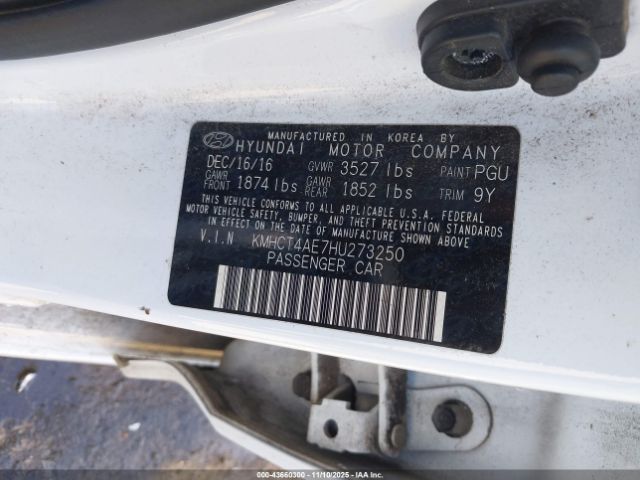 MANUFACTURED IN KOREA BY
HYUNDAI MOTOR COMPANY
DEC/16/16 GVWR 3527 lbs PAINT PGU
GAWR FRONT 1874 lbs GAWR REAR 1852 lbs TRIM 9Y
THIS VEHICLE CONFORMS TO ALL APPLICABLE U.S.A. FEDERAL
MOTOR VEHICLE SAFETY, BUMPER, AND THEFT PREVENTION STANDARDS
IN EFFECT ON THE DATE OF MANUFACTURE SHOWN ABOVE.
V.I.N KMHCT4AE7HU273250
PASSENGER CAR
000-43660300 - 11/10/2025 - IAAI.COM